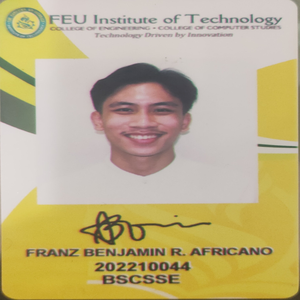 FEU Institute of Technology
COLLEGE OF ENGINEERING • COLLEGE OF COMPUTER STUDIES
Technology Driven by Innovation
FRANZ BENJAMIN R. AFRICANO
202210044
BSCSSE